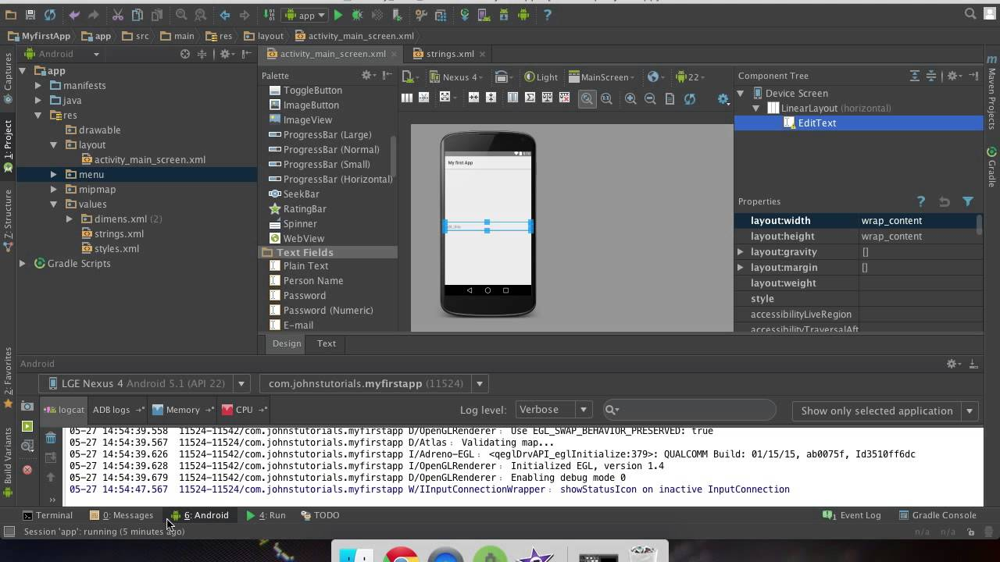 app
MyfirstApp app src main res layout activity_main_screen.xml
Android
activity_main_screen.xml strings.xml
1: Project
Captures
Z: Structure
2: Favorites
Build Variants
app
manifests
java
res
drawable
layout
activity_main_screen.xml
menu
mipmap
values
dimens.xml (2)
strings.xml
styles.xml
Gradle Scripts
Palette
ToggleButton
ImageButton
ImageView
ProgressBar (Large)
ProgressBar (Normal)
ProgressBar (Small)
ProgressBar (Horizontal)
SeekBar
RatingBar
Spinner
WebView
Text Fields
Plain Text
Person Name
Password
Password (Numeric)
E-mail
Design Text
Nexus 4 Light MainScreen 22
My first App
Component Tree
Device Screen
LinearLayout (horizontal)
EditText
Properties
layout:width wrap_content
layout:height wrap_content
layout:gravity []
layout:margin []
layout:weight
style
accessibilityLiveRegion
accessibilityTraversalAft
Maven Projects
Gradle
Android
LGE Nexus 4 Android 5.1 (API 22) com.johnstutorials.myfirstapp (11524)
logcat ADB logs Memory CPU Log level: Verbose Show only selected application
05-27 14:54:39.558 11524-11542/com.johnstutorials.myfirstapp D/OpenGLRenderer: Use EGL_SWAP_BEHAVIOR_PRESERVED: true
05-27 14:54:39.567 11524-11524/com.johnstutorials.myfirstapp D/Atlas: Validating map...
05-27 14:54:39.626 11524-11542/com.johnstutorials.myfirstapp I/Adreno-EGL: <qeglDrvAPI_eglInitialize:379>: QUALCOMM Build: 01/15/15, ab0075f, Id3510ff6dc
05-27 14:54:39.628 11524-11542/com.johnstutorials.myfirstapp I/OpenGLRenderer: Initialized EGL, version 1.4
05-27 14:54:39.679 11524-11542/com.johnstutorials.myfirstapp D/OpenGLRenderer: Enabling debug mode 0
05-27 14:54:47.567 11524-11524/com.johnstutorials.myfirstapp W/IInputConnectionWrapper: showStatusIcon on inactive InputConnection
Terminal 0: Messages 6: Android 4: Run TODO 1 Event Log Gradle Console
Session 'app': running (5 minutes ago) n/a n/a